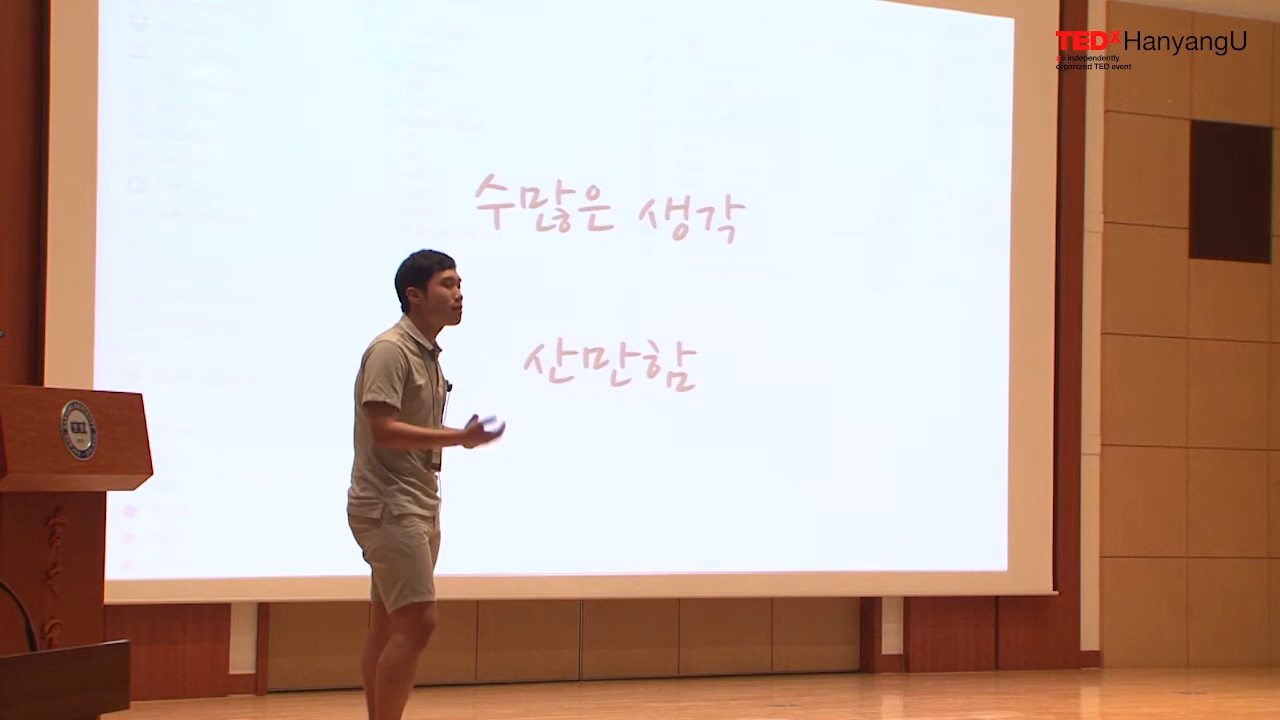 TEDxHanyangU
x = independently
organized TED event
수많은 생각
산만함